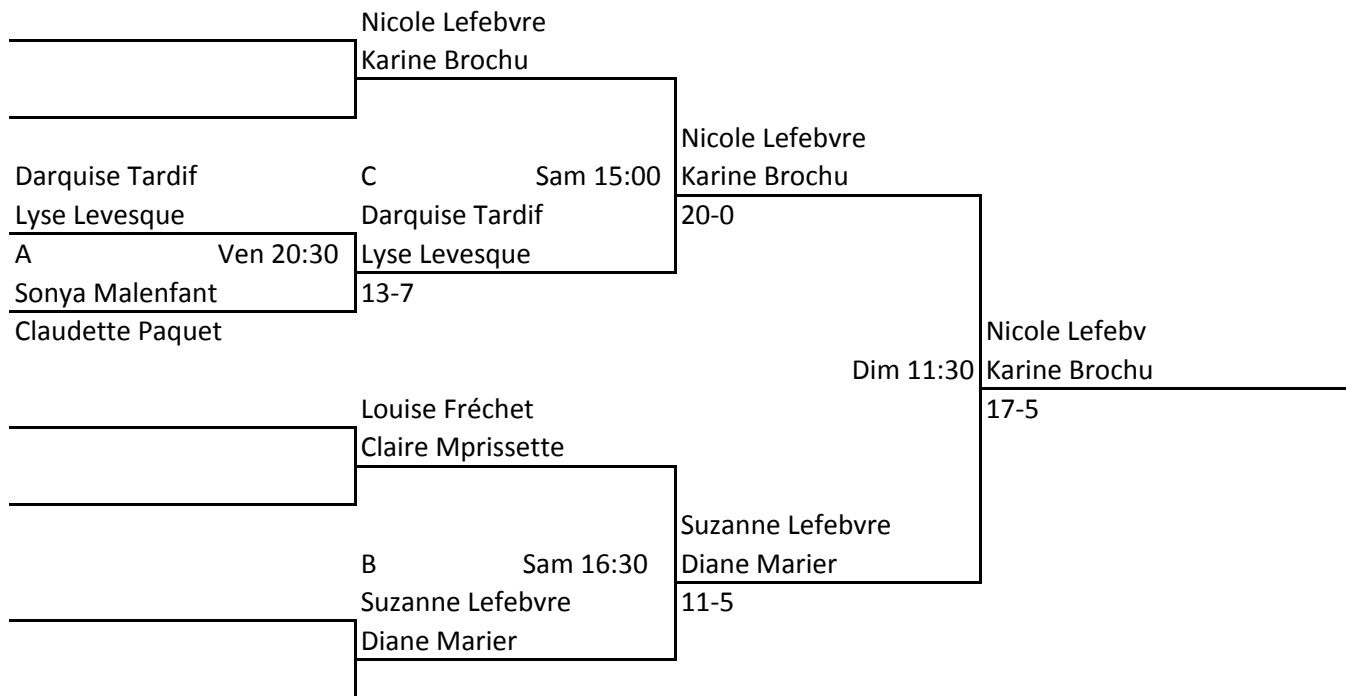 Nicole Lefebvre
Karine Brochu
Nicole Lefebvre
Darquise Tardif C Sam 15:00 Karine Brochu
Lyse Levesque Darquise Tardif 20-0
A Ven 20:30 Lyse Levesque
Sonya Malenfant 13-7
Claudette Paquet Nicole Lefebv
Dim 11:30 Karine Brochu
Louise Fréchet 17-5
Claire Mprissette
Suzanne Lefebvre
B Sam 16:30 Diane Marier
Suzanne Lefebvre 11-5
Diane Marier